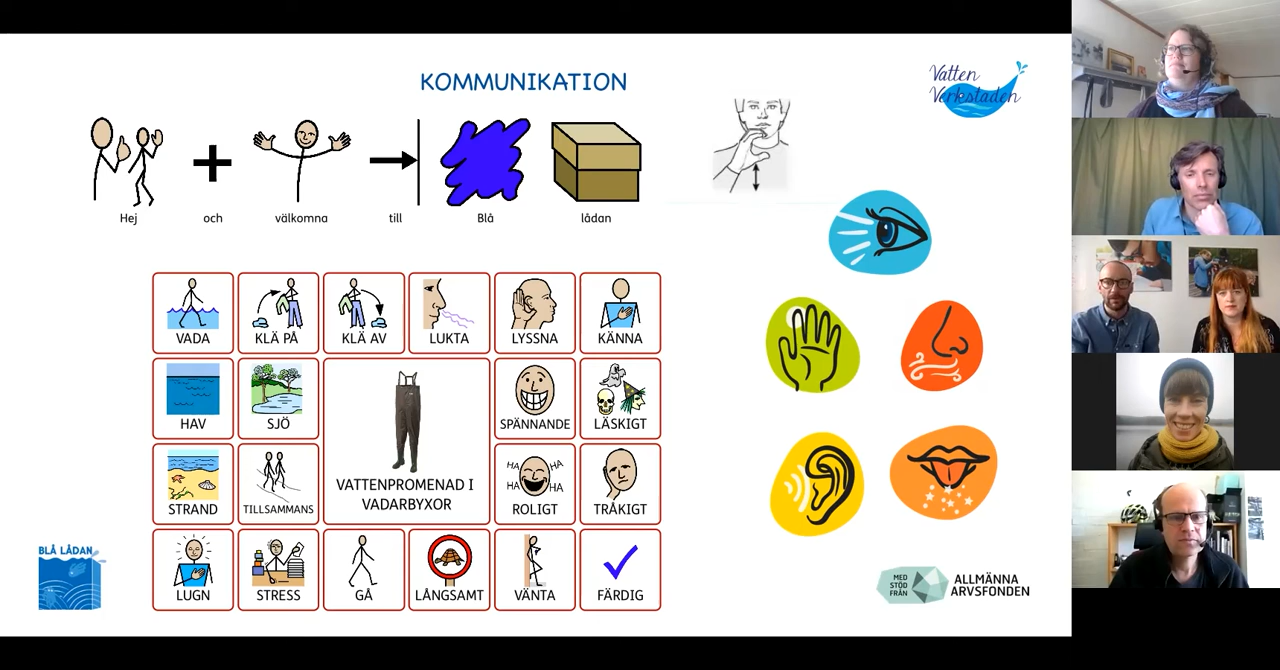 KOMMUNIKATION
Vatten
Verkstaden
Hej och välkomna till Blå lådan
VADA KLÄ PÅ KLÄ AV LUKTA LYSSNA KÄNNA
HAV SJÖ SPÄNNANDE LÄSKIGT
VATTENPROMENAD I
VADARBYXOR
HA HA
HA HA
STRAND TILLSAMMANS ROLIGT TRÅKIGT
LUGN STRESS GÅ LÅNGSAMT VÄNTA FÄRDIG
BLÅ LÅDAN
MED
STÖD
FRÅN
ALLMÄNNA
ARVSFONDEN